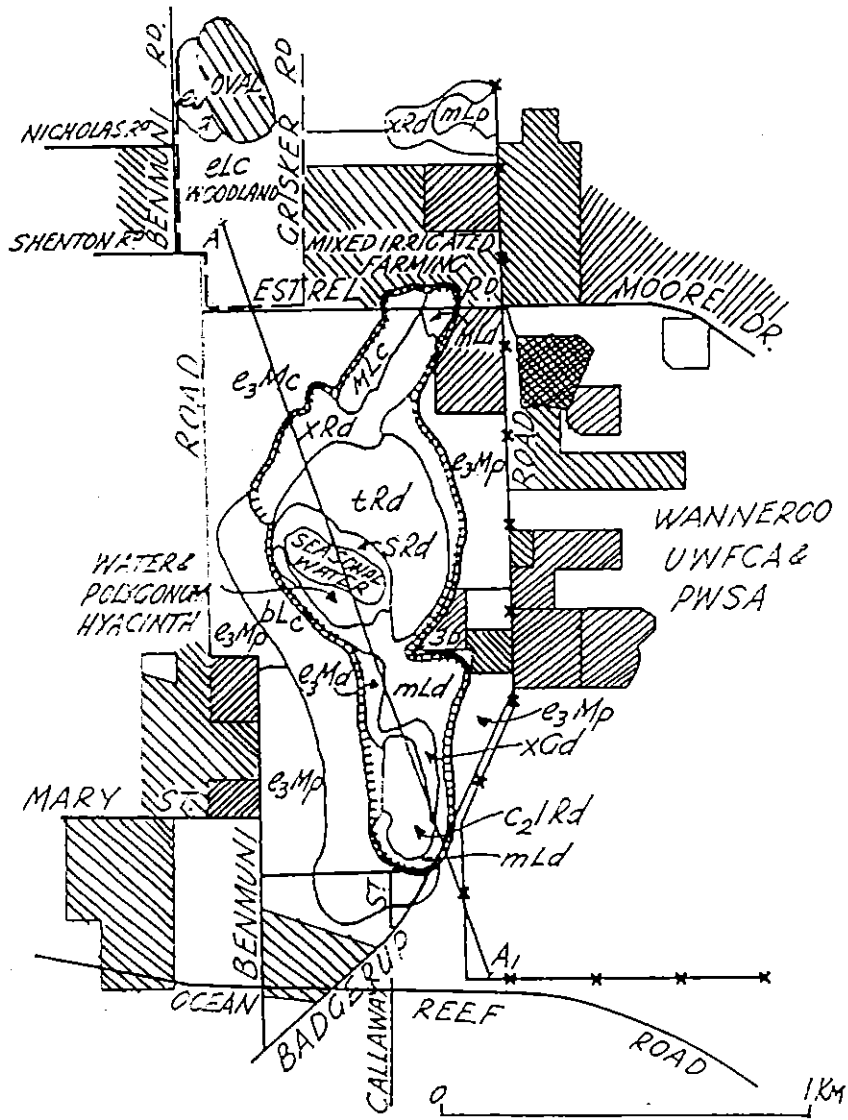 RD.
BENMUNI
OVAL
GRISKER RD
NICHOLAS RD
eLc
WOODLAND
xRd
mLp
SHENTON RD
A
MIXED IRRIGATED
FARMING
ESTREL RD.
MOORE DR.
mLd
mLc
e₃Mc
xRd
ROAD
e₃Mp
ROAD
tRd
SRd
SEASONAL
WATER
WANNEROO
UWFCA &
PWSA
WATER &
POLYGONUM
HYACINTH
bLc
e₃Mp
e₃Md
mLd
e₃Mp
xGd
e₃Mp
MARY ST.
c₂lRd
mLd
BENMUNI
ST.
A₁
BADGERUP
CALLAWAY
OCEAN REEF ROAD
0 1 KM